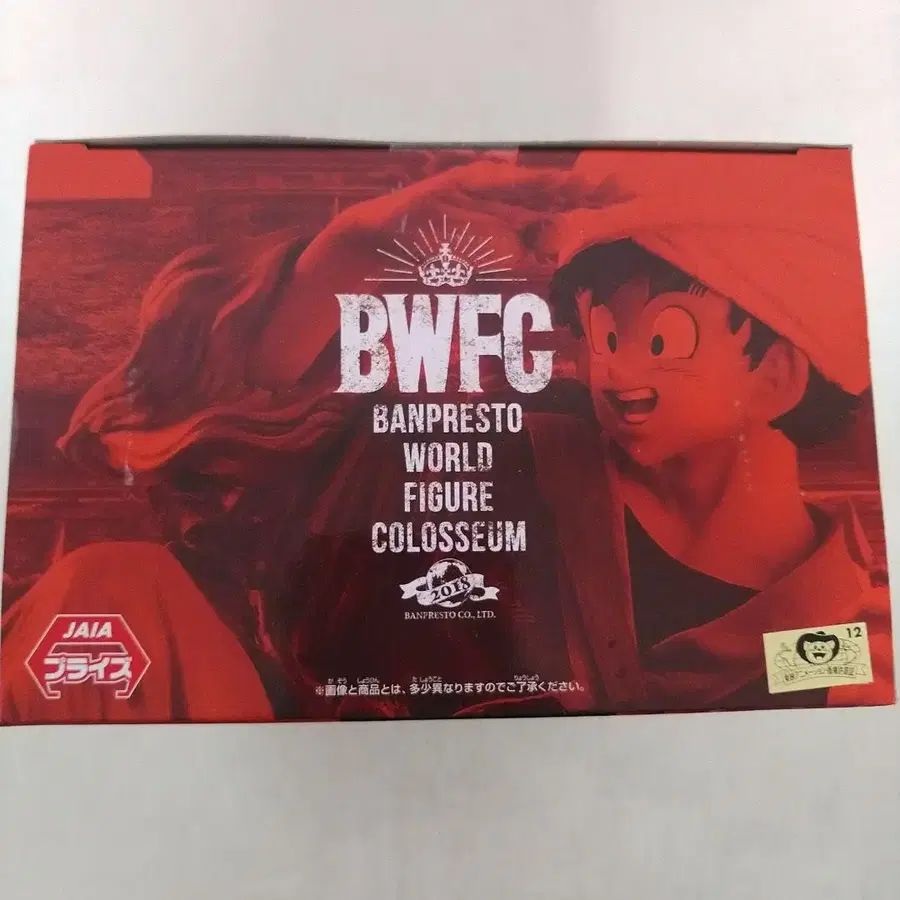 BWFC
BANPRESTO
WORLD
FIGURE
COLOSSEUM
2018
BANPRESTO CO., LTD.
JAIA
プライズ
※画像と商品とは、多少異なりますのでご了承ください。
12